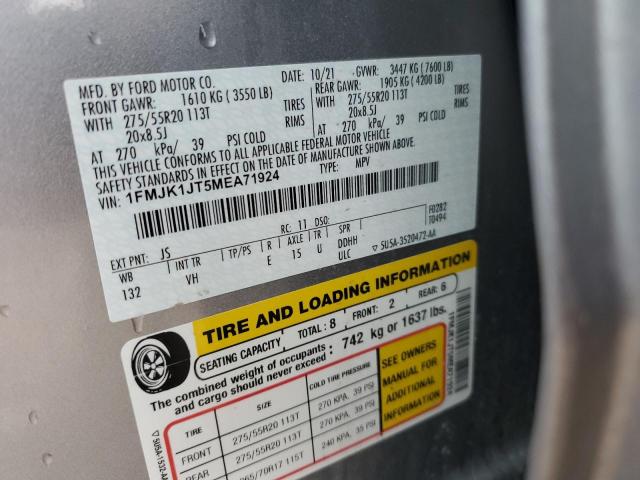 MFD. BY FORD MOTOR CO.
DATE: 10/21 GVWR: 3447 KG ( 7600 LB)
FRONT GAWR: 1610 KG ( 3550 LB) REAR GAWR: 1905 KG ( 4200 LB)
WITH 275/55R20 113T TIRES WITH 275/55R20 113T TIRES
20x8.5J RIMS 20x8.5J RIMS
AT 270 kPa/ 39 PSI COLD AT 270 kPa/ 39 PSI COLD
THIS VEHICLE CONFORMS TO ALL APPLICABLE FEDERAL MOTOR VEHICLE
SAFETY STANDARDS IN EFFECT ON THE DATE OF MANUFACTURE SHOWN ABOVE.
VIN: 1FMJK1JT5MEA71924 TYPE: MPV
F0282
T0494
EXT PNT: JS RC: 11 DSO:
WB INT TR TP/PS R AXLE TR SPR
132 VH E 15 U DDHH
ULC ▽ 5USA-3520472-AA
TIRE AND LOADING INFORMATION
SEATING CAPACITY TOTAL: 8 FRONT: 2 REAR: 6
The combined weight of occupants and cargo should never exceed : 742 kg or 1637 lbs.
TIRE SIZE COLD TIRE PRESSURE
FRONT 275/55R20 113T 270 KPA, 39 PSI
REAR 275/55R20 113T 270 KPA, 39 PSI
265/70R17 115T 240 KPA, 35 PSI
SEE OWNERS
MANUAL FOR
ADDITIONAL
INFORMATION
1FMJK1JT5MEA71924